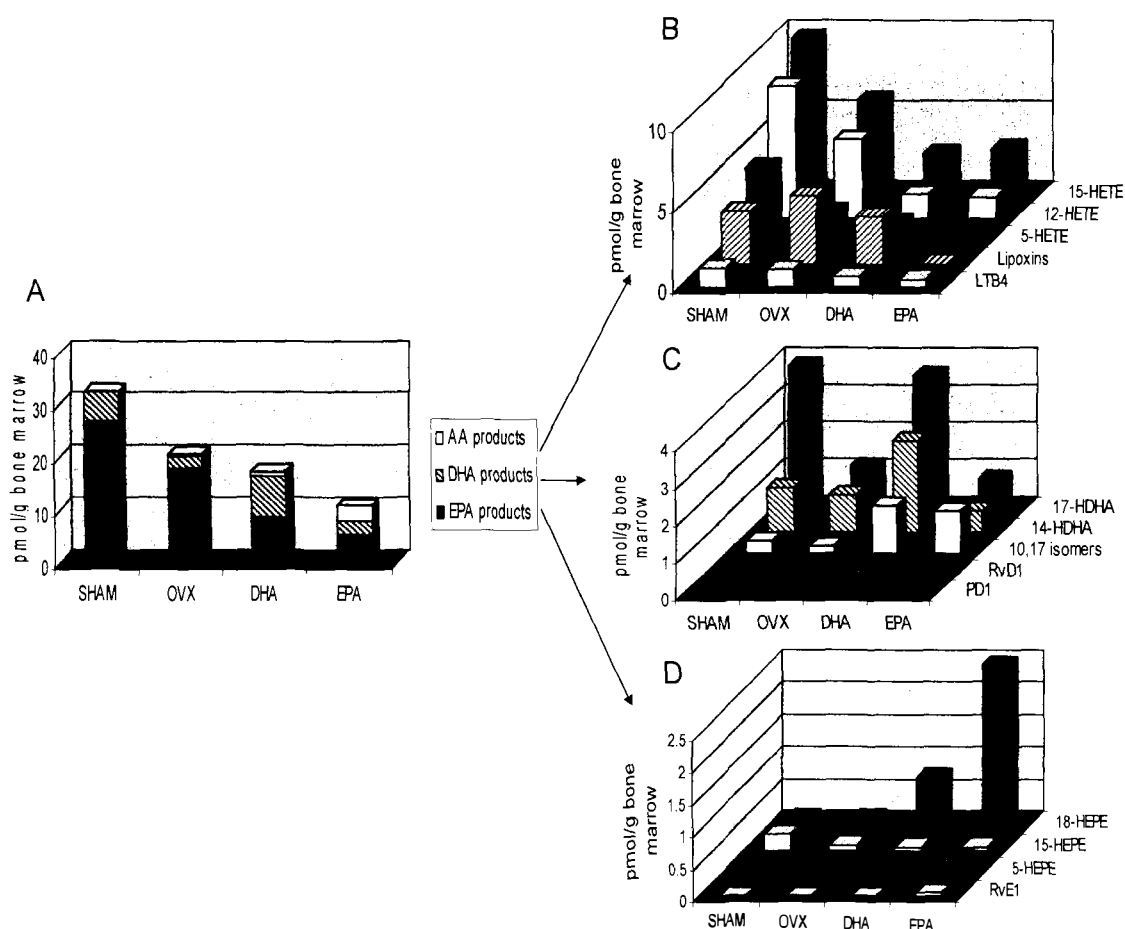 A
40
30
20
10
0
pmol/g bone marrow
SHAM OVX DHA EPA
AA products
DHA products
EPA products
B
10
5
0
pmol/g bone
marrow
SHAM OVX DHA EPA
15-HETE
12-HETE
5-HETE
Lipoxins
LTB4
C
4
3
2
1
0
pmol/g bone
marrow
SHAM OVX DHA EPA
17-HDHA
14-HDHA
10,17 isomers
RvD1
PD1
D
2.5
2
1.5
1
0.5
0
pmol/g bone
marrow
SHAM OVX DHA EPA
18-HEPE
15-HEPE
5-HEPE
RvE1